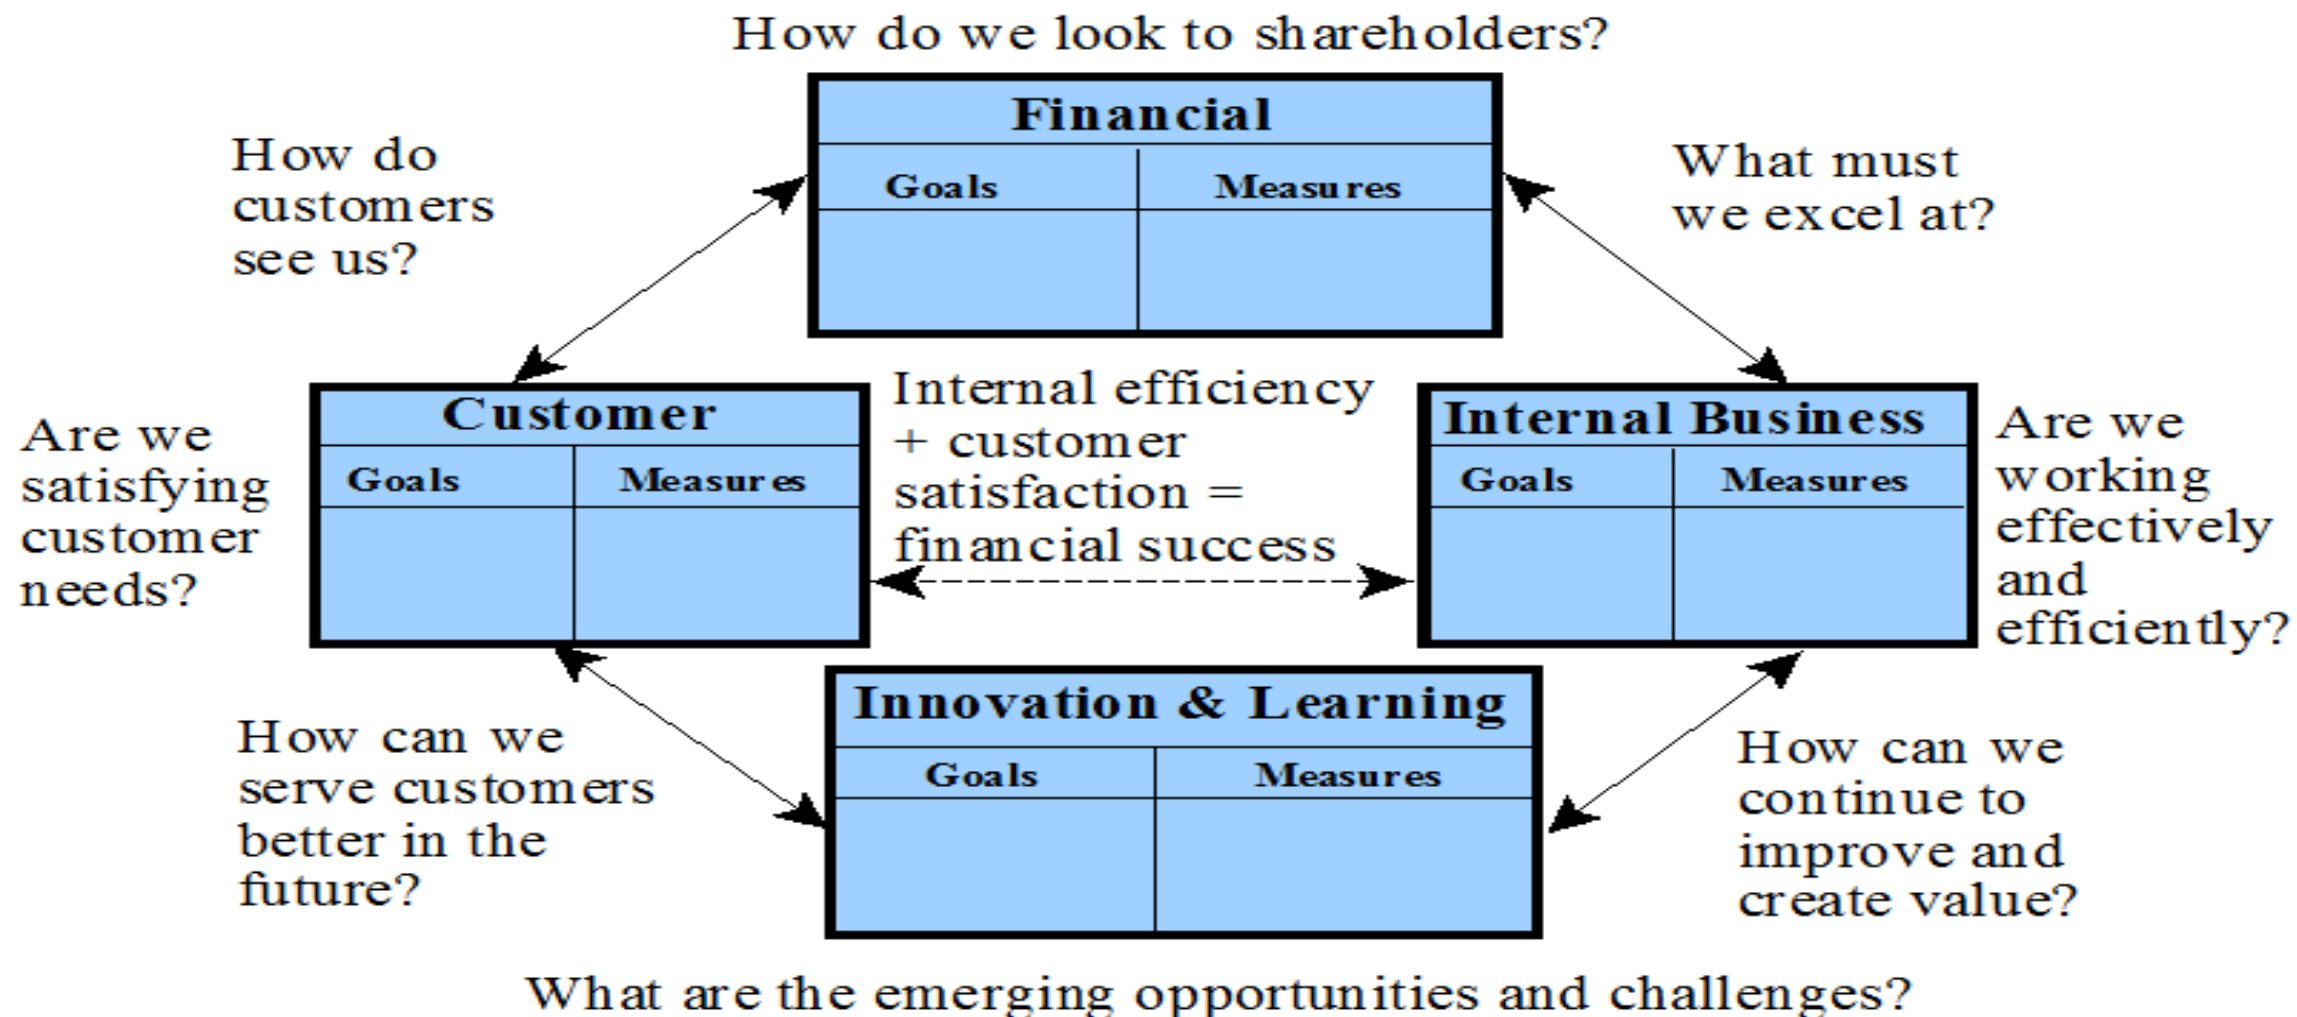 How do we look to shareholders?
Financial
Goals Measures
How do
customers
see us?
What must
we excel at?
Customer
Goals Measures
Are we
satisfying
customer
needs?
Internal efficiency
+ customer
satisfaction =
financial success
Internal Business
Goals Measures
Are we
working
effectively
and
efficiently?
Innovation & Learning
Goals Measures
How can we
serve customers
better in the
future?
How can we
continue to
improve and
create value?
What are the emerging opportunities and challenges?